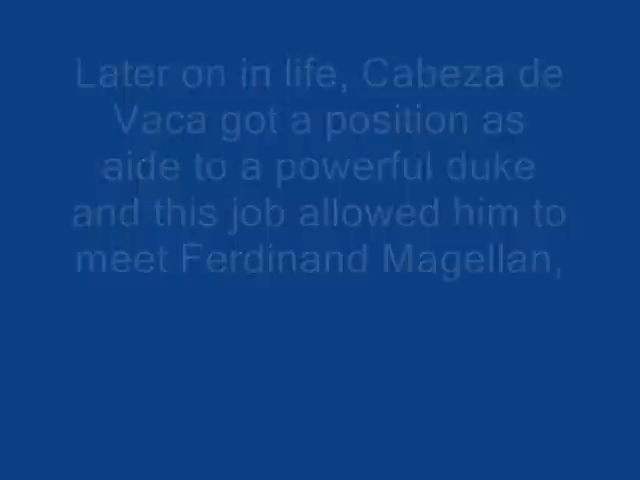 Later on in life, Cabeza de
Vaca got a position as
aide to a powerful duke
and this job allowed him to
meet Ferdinand Magellan,